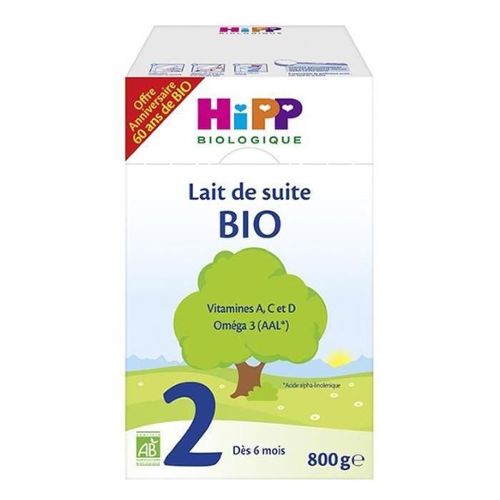 Offre
Anniversaire
60 ans de BIO
HiPP
BIOLOGIQUE
Lait de suite
BIO
Vitamines A, C et D
Oméga 3 (AAL*)
*Acide alpha-linolenique
2
Dès 6 mois
AB
800g℮